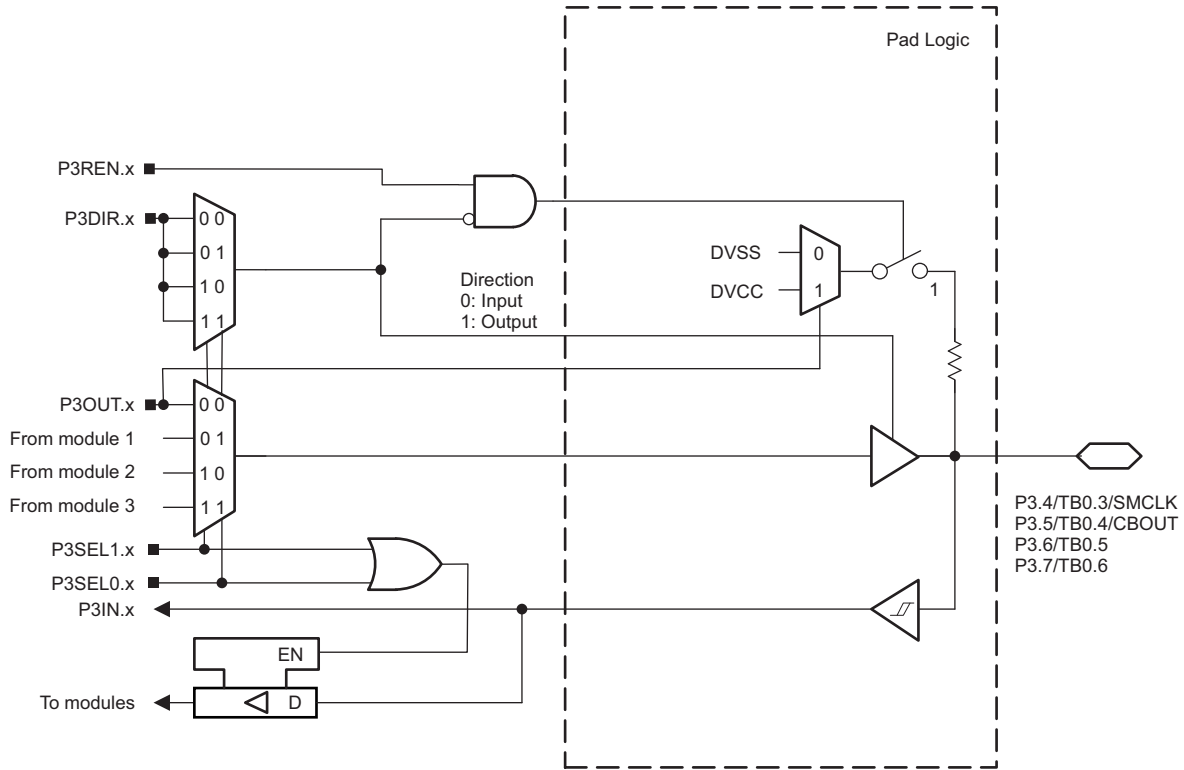 Pad Logic
P3REN.x
P3DIR.x
0 0
0 1
1 0
1 1
Direction
0: Input
1: Output
DVSS
DVCC
0
1
1
P3OUT.x
From module 1
From module 2
From module 3
0 0
0 1
1 0
1 1
P3SEL1.x
P3SEL0.x
P3IN.x
EN
To modules
D
P3.4/TB0.3/SMCLK
P3.5/TB0.4/CBOUT
P3.6/TB0.5
P3.7/TB0.6